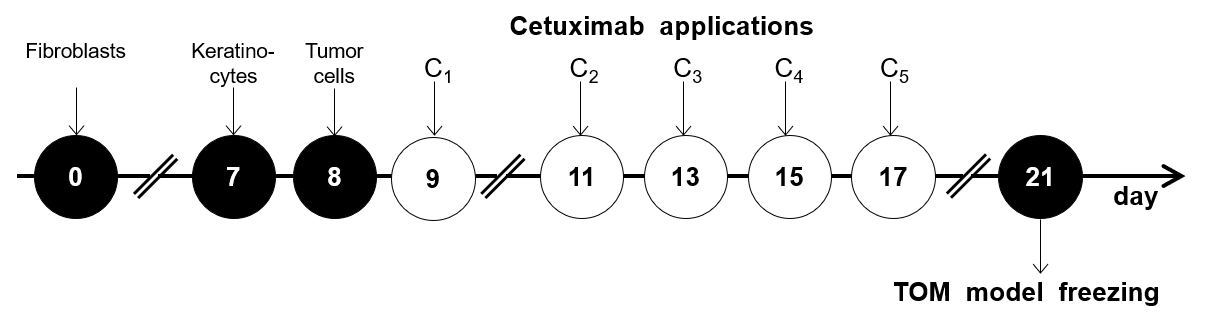 Cetuximab applications
Fibroblasts
Keratino-
cytes
Tumor
cells
C1
C2
C3
C4
C5
0
7
8
9
11
13
15
17
21
day
TOM model freezing